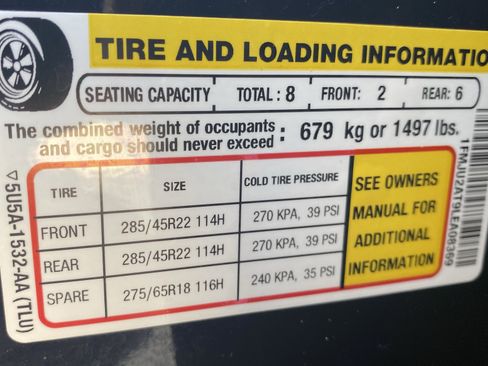 TIRE AND LOADING INFORMATION
SEATING CAPACITY TOTAL: 8 FRONT: 2 REAR: 6
The combined weight of occupants
and cargo should never exceed : 679 kg or 1497 lbs.
TIRE SIZE COLD TIRE PRESSURE
FRONT 285/45R22 114H 270 KPA, 39 PSI
REAR 285/45R22 114H 270 KPA, 39 PSI
SPARE 275/65R18 116H 240 KPA, 35 PSI
SEE OWNERS
MANUAL FOR
ADDITIONAL
INFORMATION
5U5A-1532-AA (TLU)